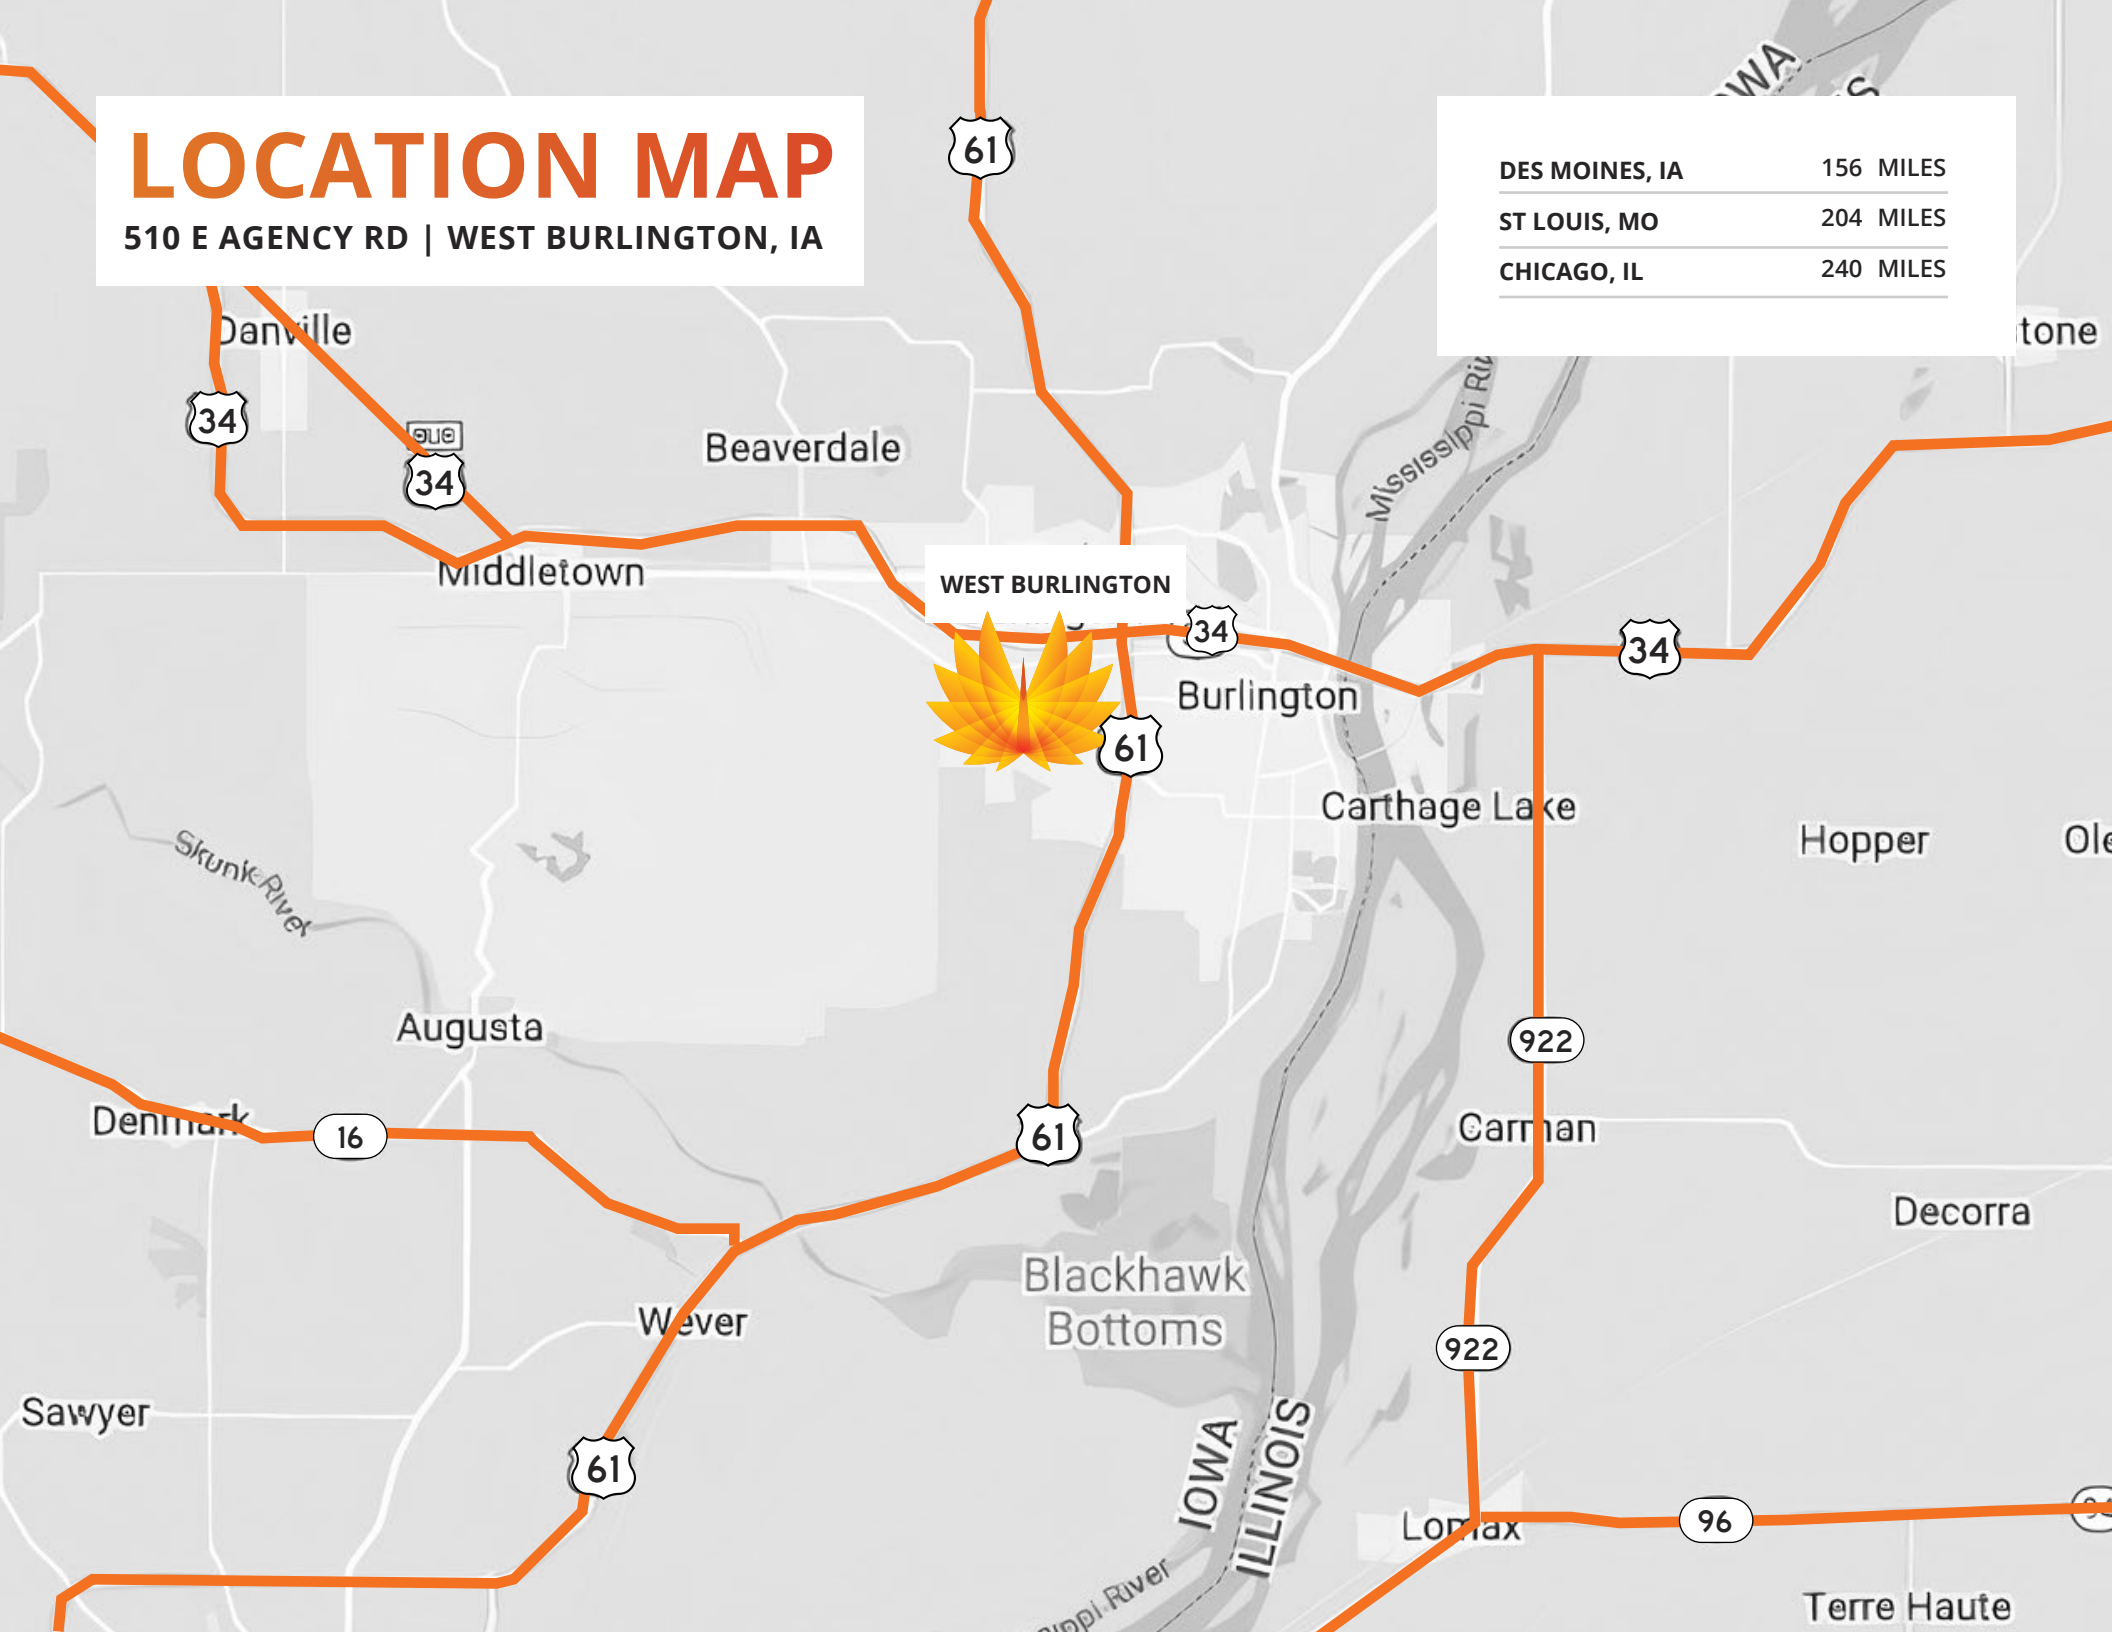 LOCATION MAP
510 E AGENCY RD | WEST BURLINGTON, IA
61
DES MOINES, IA 156 MILES
ST LOUIS, MO 204 MILES
CHICAGO, IL 240 MILES
Danville
34
34
Beaverdale
Mississippi
Middletown
WEST BURLINGTON
34
34
Burlington
61
Carthage Lake
Hopper
Skunk River
Augusta
922
Denmark
16
61
Carman
Decorra
Blackhawk
Bottoms
Wever
922
Sawyer
61
IOWA
ILLINOIS
Lomax
96
River
Terre Haute